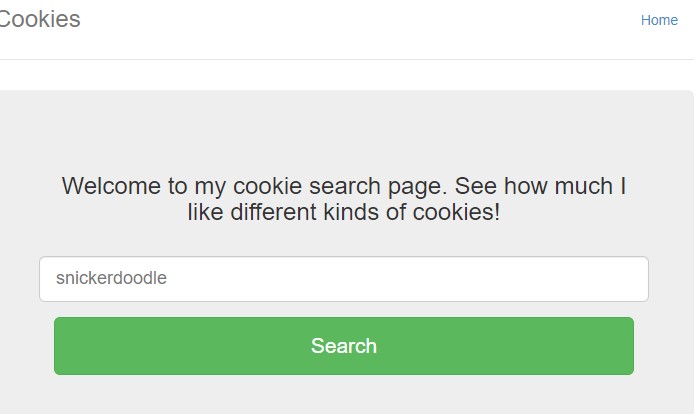 Cookies
Home
Welcome to my cookie search page. See how much I
like different kinds of cookies!
snickerdoodle
Search